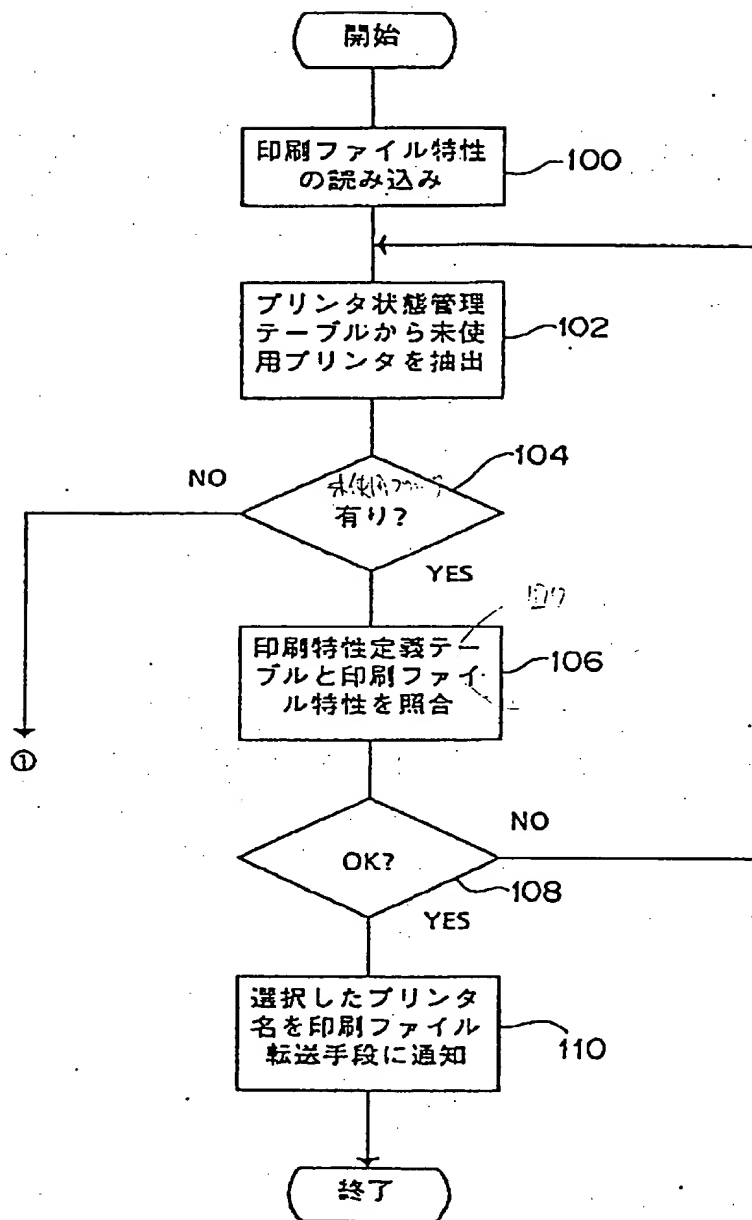 開始
印刷ファイル特性
の読み込み
100
プリンタ状態管理
テーブルから未使
用プリンタを抽出
102
104
NO
有り?
YES
印刷特性定義テー
ブルと印刷ファイ
ル特性を照合
106
①
NO
OK?
108
YES
選択したプリンタ
名を印刷ファイル
転送手段に通知
110
終了